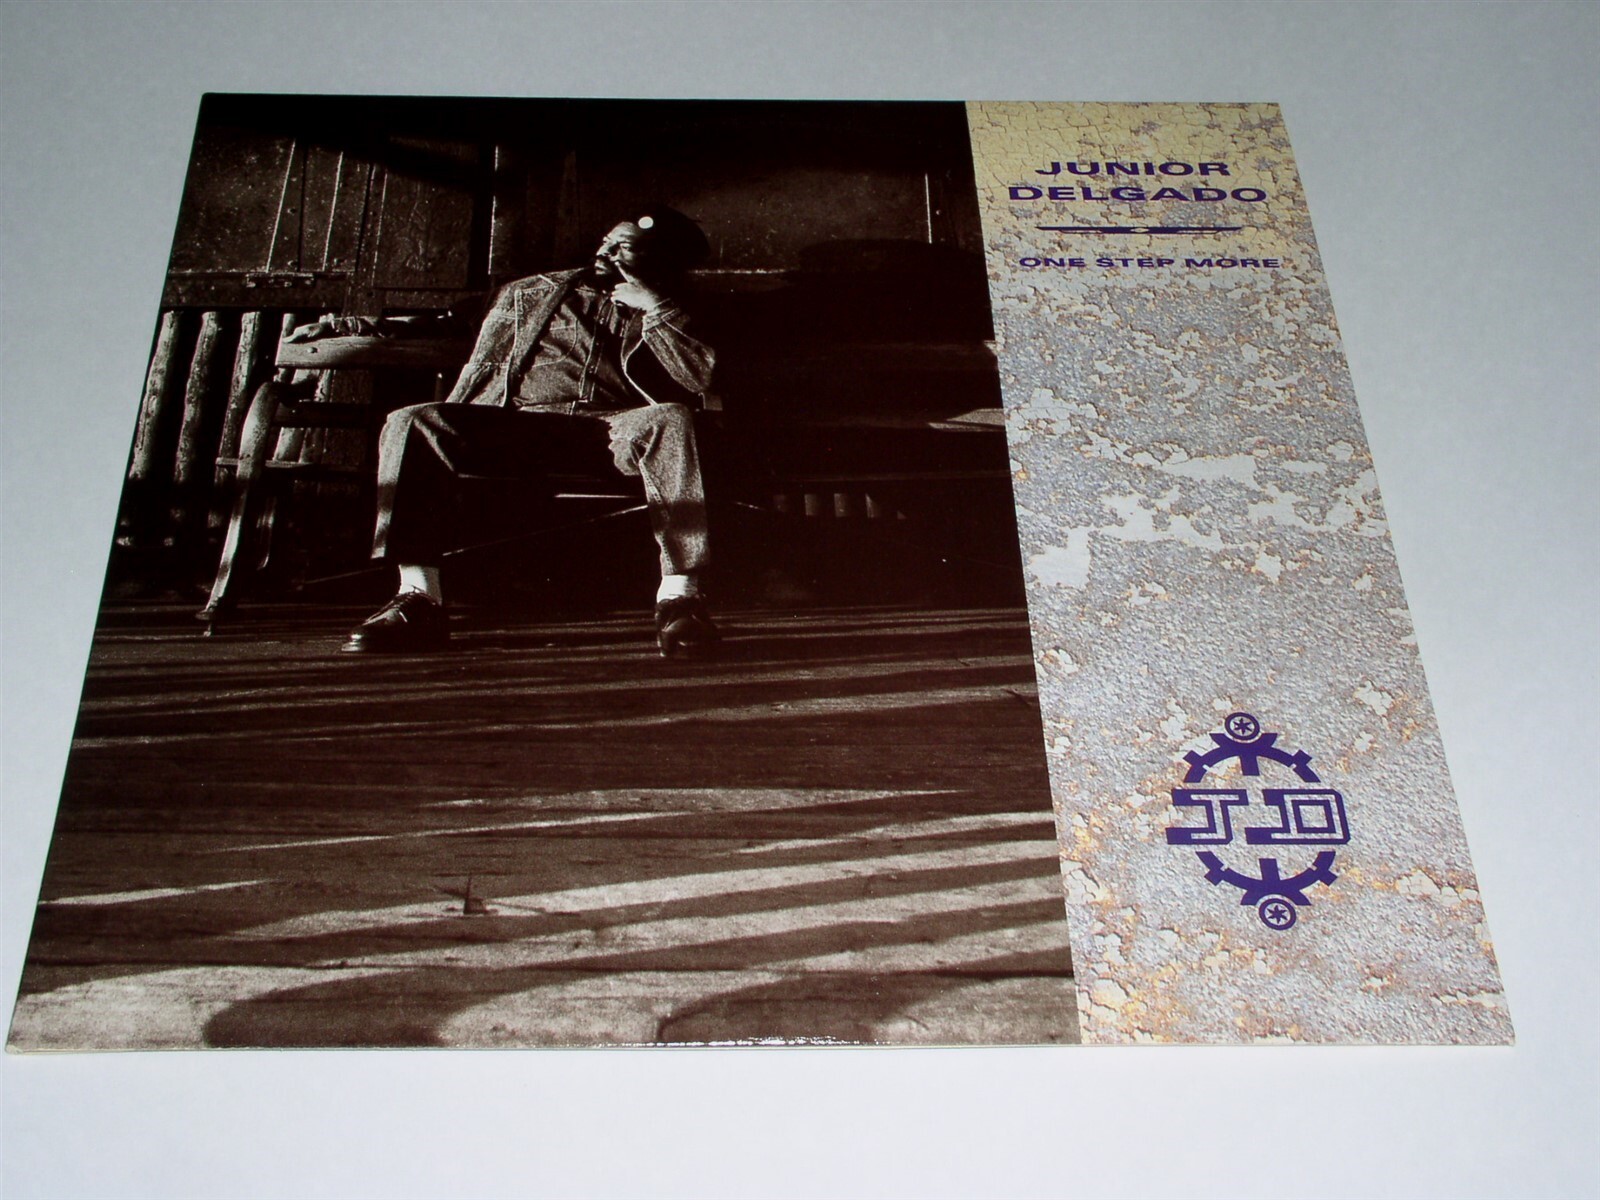 JUNIOR
DELGADO
ONE STEP MORE
JD